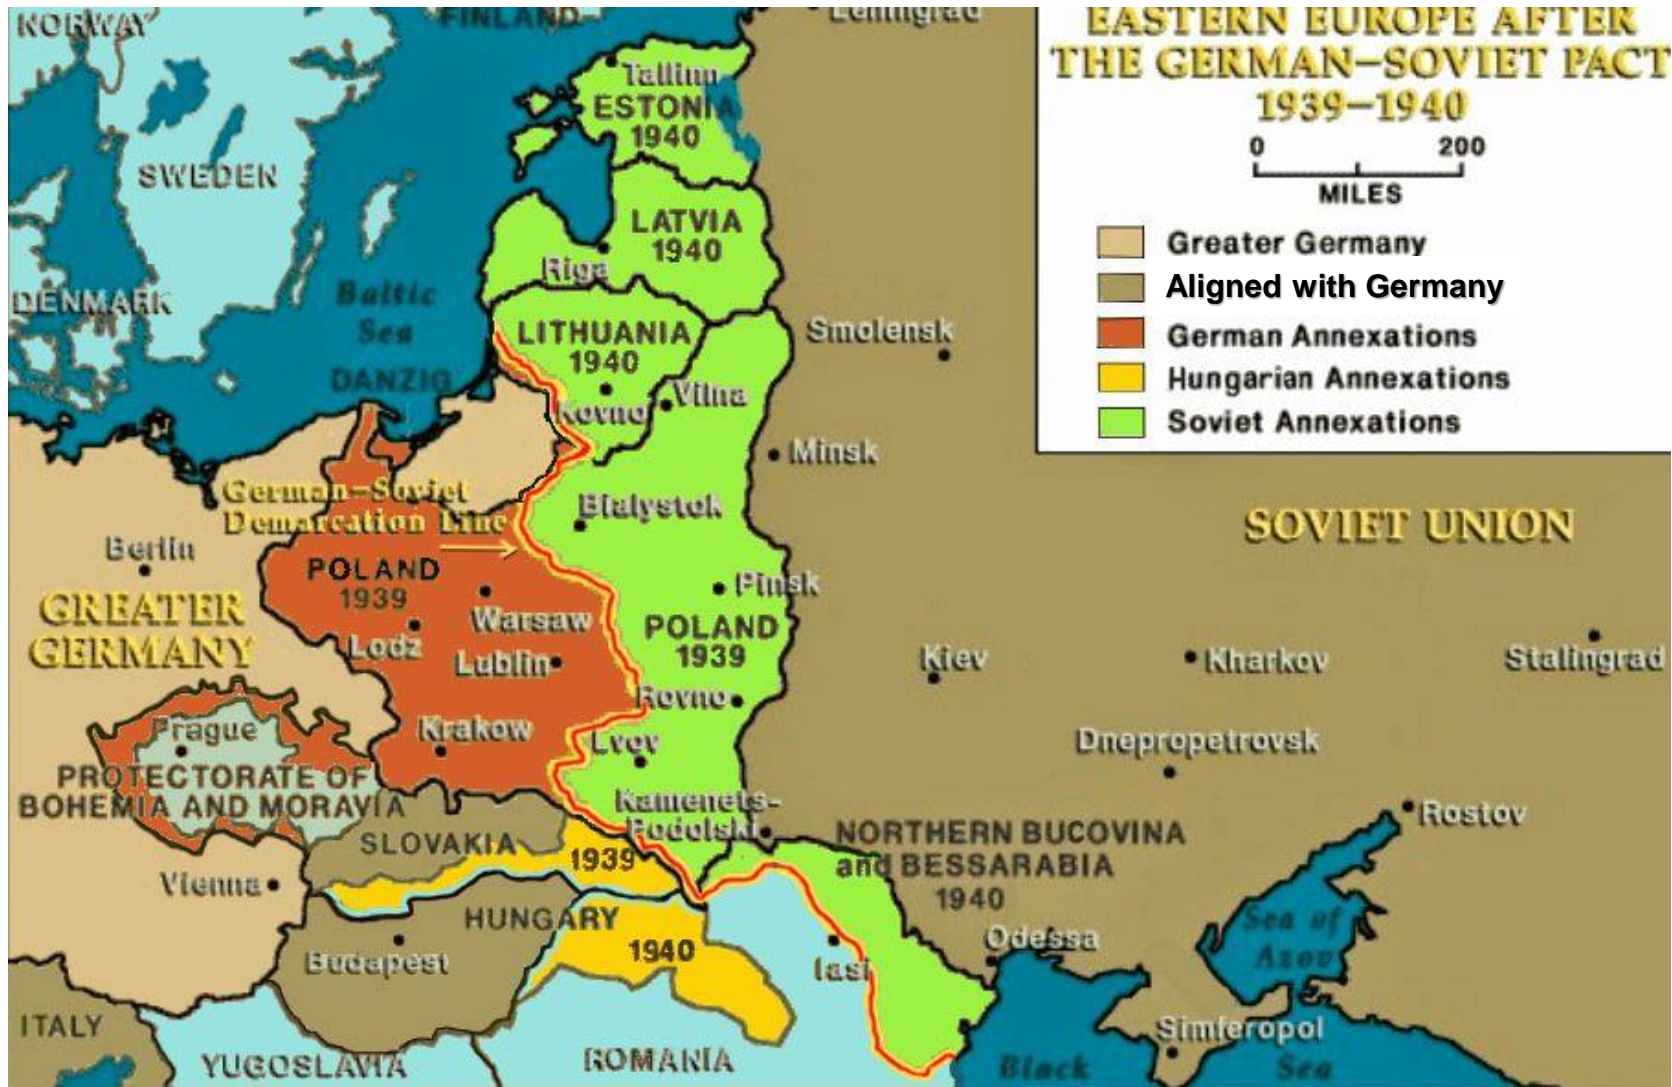 NORWAY
FINLAND
Leningrad
EASTERN EUROPE AFTER
THE GERMAN–SOVIET PACT
1939–1940
0 200
MILES
Greater Germany
Aligned with Germany
German Annexations
Hungarian Annexations
Soviet Annexations
Tallinn
ESTONIA
1940
SWEDEN
LATVIA
1940
Riga
DENMARK
Baltic
Sea
LITHUANIA
1940
Smolensk
DANZIG
Kovno
Vilna
Minsk
German–Soviet
Demarcation Line
Bialystok
SOVIET UNION
Berlin
POLAND
1939
Pinsk
GREATER
GERMANY
Warsaw
Lodz
Lublin
POLAND
1939
Kiev
Kharkov
Stalingrad
Rovno
Prague
Krakow
Lvov
Dnepropetrovsk
PROTECTORATE OF
BOHEMIA AND MORAVIA
Kamenets-
Podolski
Rostov
SLOVAKIA
1939
NORTHERN BUCOVINA
and BESSARABIA
1940
Vienna
HUNGARY
1940
Budapest
Iasi
Odessa
Sea of
Azov
ITALY
YUGOSLAVIA
ROMANIA
Simferopol
Black
Sea